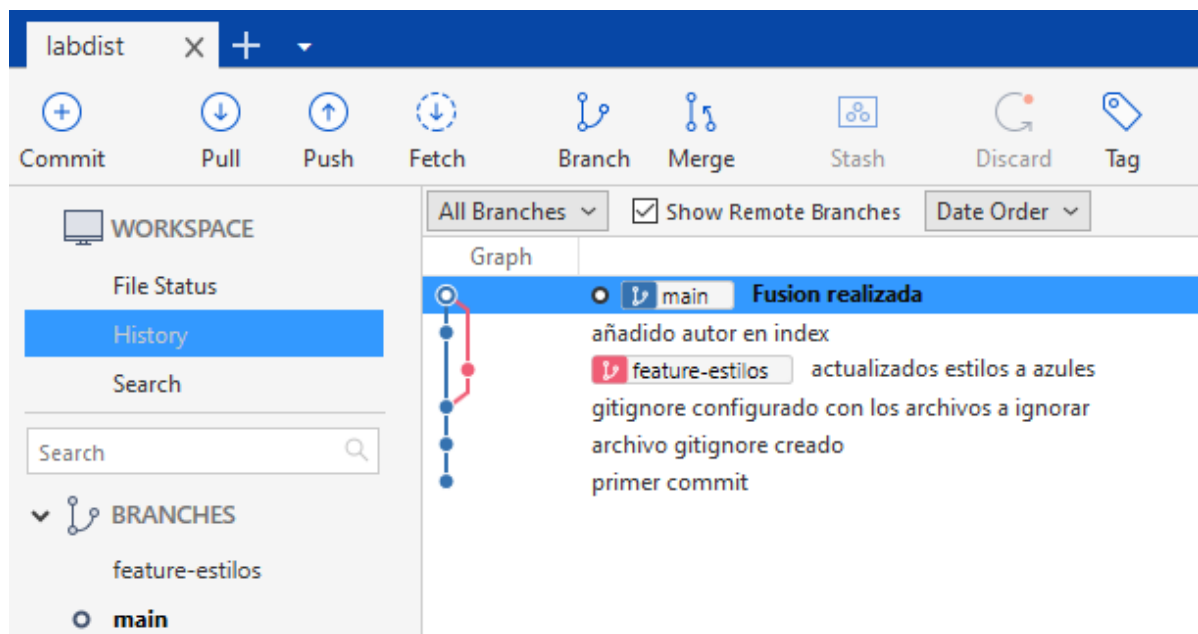 labdist
Commit Pull Push Fetch Branch Merge Stash Discard Tag
WORKSPACE
File Status
History
Search
Search
BRANCHES
feature-estilos
main
All Branches Show Remote Branches Date Order
Graph
main Fusion realizada
añadido autor en index
feature-estilos actualizados estilos a azules
gitignore configurado con los archivos a ignorar
archivo gitignore creado
primer commit